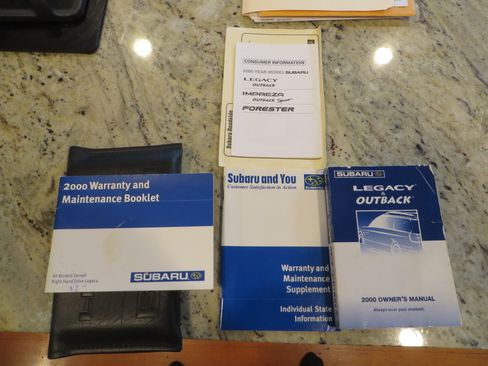 CONSUMER INFORMATION
2000 YEAR MODEL SUBARU
LEGACY
OUTBACK
IMPREZA
OUTBACK Sport
FORESTER
Subaru Roadside
2000 Warranty and
Maintenance Booklet
All Models Except
Right Hand Drive Legacy
SUBARU
Subaru and You
Customer Satisfaction in Action
SUBARU
Warranty and
Maintenance
Supplement
Individual State
Information
SUBARU
LEGACY
&
OUTBACK
2000 OWNER'S MANUAL
Always wear your seatbelt.